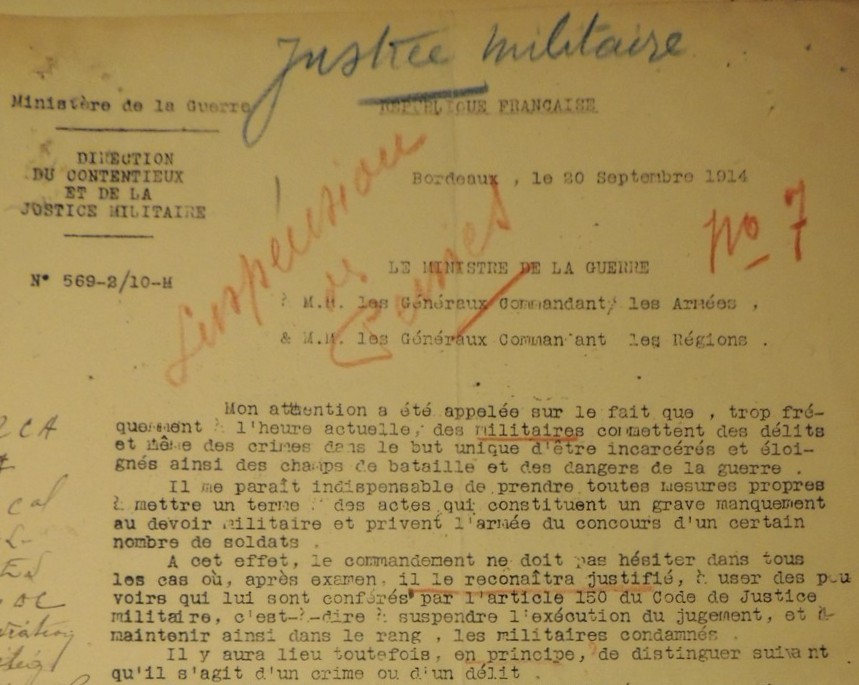 Justice militaire
Ministère de la Guerre
RÉPUBLIQUE FRANÇAISE
DIRECTION
DU CONTENTIEUX
ET DE LA
JUSTICE MILITAIRE
Bordeaux , le 20 Septembre 1914
N° 569-2/10-H
Suspension
de
Peines
No 7
LE MINISTRE DE LA GUERRE
à M.M. les Généraux Commandant les Armées ,
& M.M. les Généraux Comman ant les Régions .
Mon attention a été appelée sur le fait que , trop fré-
quemment à l'heure actuelle, des militaires commettent des délits
et même des crimes dans le but unique d'être incarcérés et éloi-
gnés ainsi des champs de bataille et des dangers de la guerre .
Il me paraît indispensable de prendre toutes mesures propres
à mettre un terme à des actes qui constituent un grave manquement
au devoir militaire et privent l'armée du concours d'un certain
nombre de soldats .
A cet effet, le commandement ne doit pas hésiter dans tous
les cas où, après examen, il le reconaîtra justifié, à user des pou
voirs qui lui sont conférés par l'article 150 du Code de Justice
militaire, c'est-à-dire à suspendre l'exécution du jugement, et à
maintenir ainsi dans le rang , les militaires condamnés .
Il y aura lieu toutefois, en principe, de distinguer suivant
qu'il s'agit d'un crime ou d'un délit .